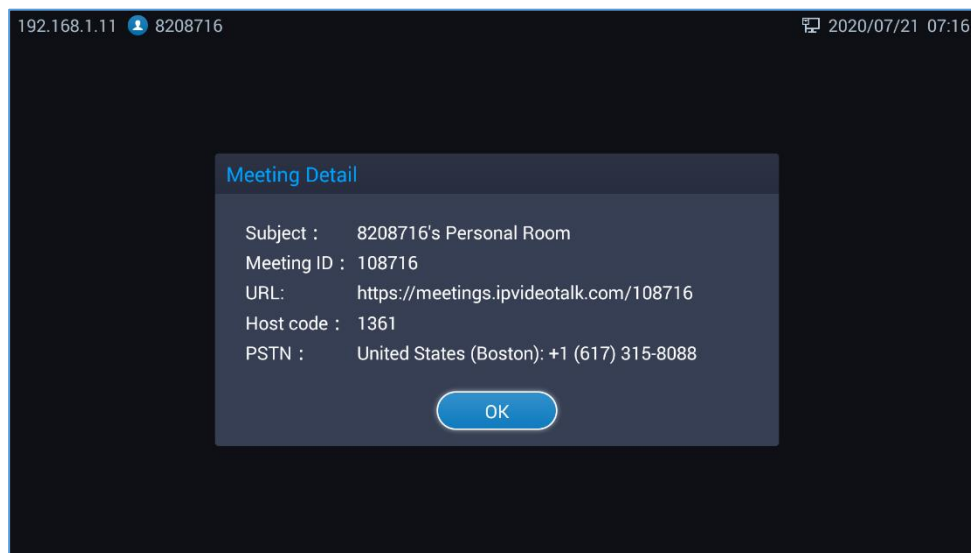 192.168.1.11 8208716 2020/07/21 07:16
Meeting Detail
Subject : 8208716's Personal Room
Meeting ID : 108716
URL: https://meetings.ipvideotalk.com/108716
Host code : 1361
PSTN : United States (Boston): +1 (617) 315-8088
OK